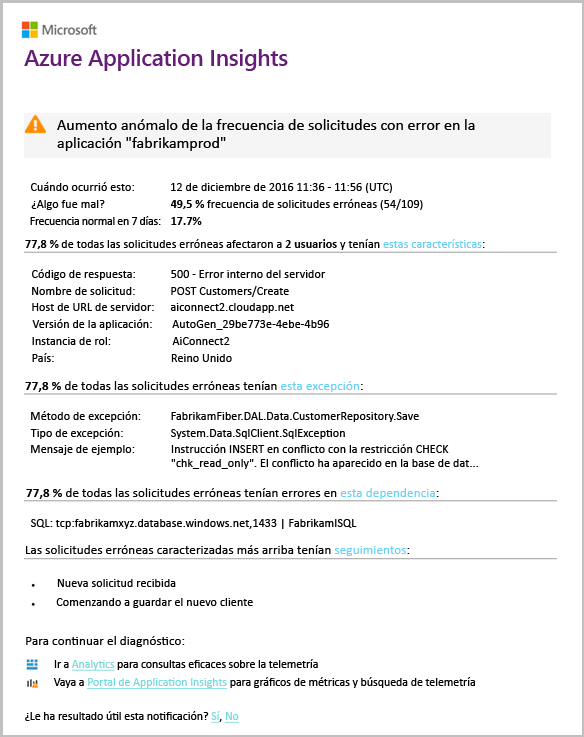 Microsoft
Azure Application Insights
Aumento anómalo de la frecuencia de solicitudes con error en la
aplicación "fabrikamprod"
Cuándo ocurrió esto: 12 de diciembre de 2016 11:36 - 11:56 (UTC)
¿Algo fue mal? 49,5 % frecuencia de solicitudes erróneas (54/109)
Frecuencia normal en 7 días: 17.7%
77,8 % de todas las solicitudes erróneas afectaron a 2 usuarios y tenían estas características:
Código de respuesta: 500 - Error interno del servidor
Nombre de solicitud: POST Customers/Create
Host de URL de servidor: aiconnect2.cloudapp.net
Versión de la aplicación: AutoGen_29be773e-4ebe-4b96
Instancia de rol: AiConnect2
País: Reino Unido
77,8 % de todas las solicitudes erróneas tenían esta excepción:
Método de excepción: FabrikamFiber.DAL.Data.CustomerRepository.Save
Tipo de excepción: System.Data.SqlClient.SqlException
Mensaje de ejemplo: Instrucción INSERT en conflicto con la restricción CHECK
"chk_read_only". El conflicto ha aparecido en la base de dat...
77,8 % de todas las solicitudes erróneas tenían errores en esta dependencia:
SQL: tcp:fabrikamxyz.database.windows.net,1433 | FabrikamISQL
Las solicitudes erróneas caracterizadas más arriba tenían seguimientos:
• Nueva solicitud recibida
• Comenzando a guardar el nuevo cliente
Para continuar el diagnóstico:
Ir a Analytics para consultas eficaces sobre la telemetría
Vaya a Portal de Application Insights para gráficos de métricas y búsqueda de telemetría
¿Le ha resultado útil esta notificación? Sí, No